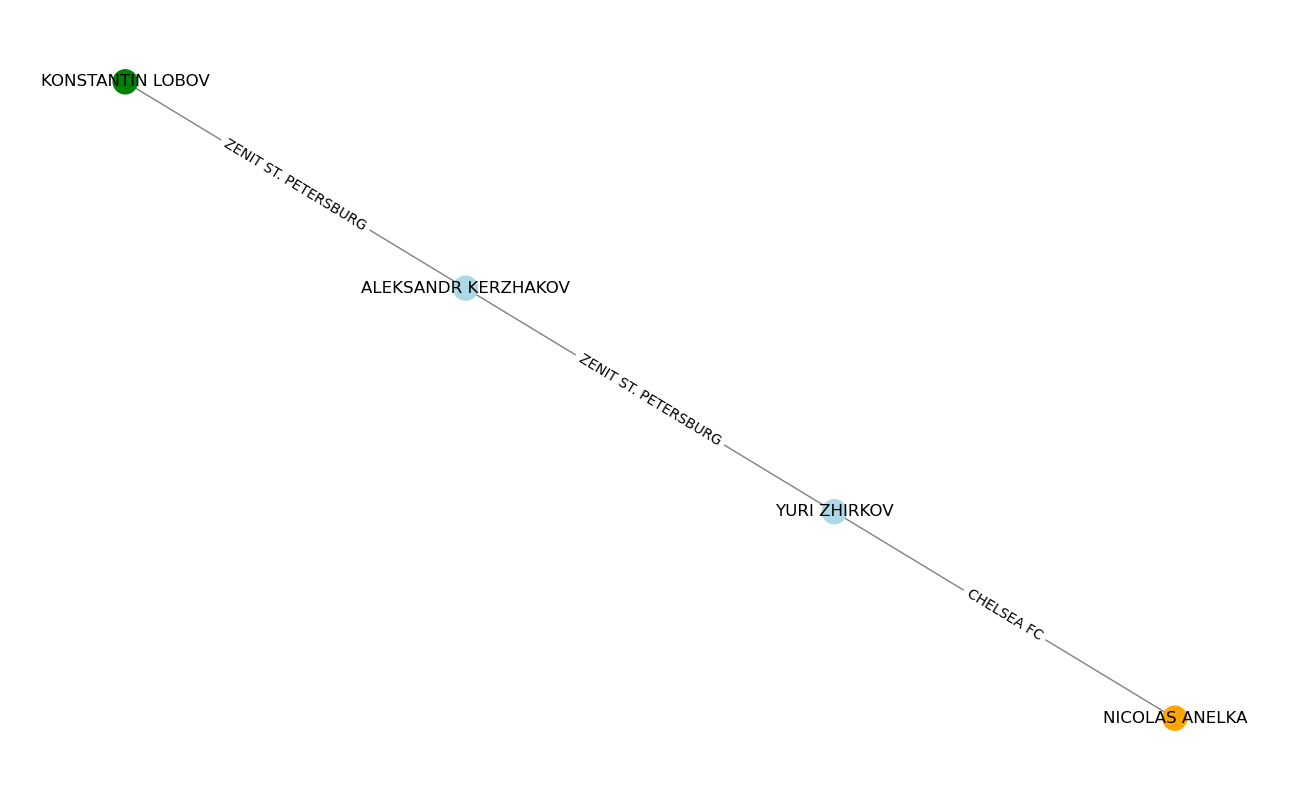 KONSTANTIN LOBOV
ZENIT ST. PETERSBURG
ALEKSANDR KERZHAKOV
ZENIT ST. PETERSBURG
YURI ZHIRKOV
CHELSEA FC
NICOLAS ANELKA